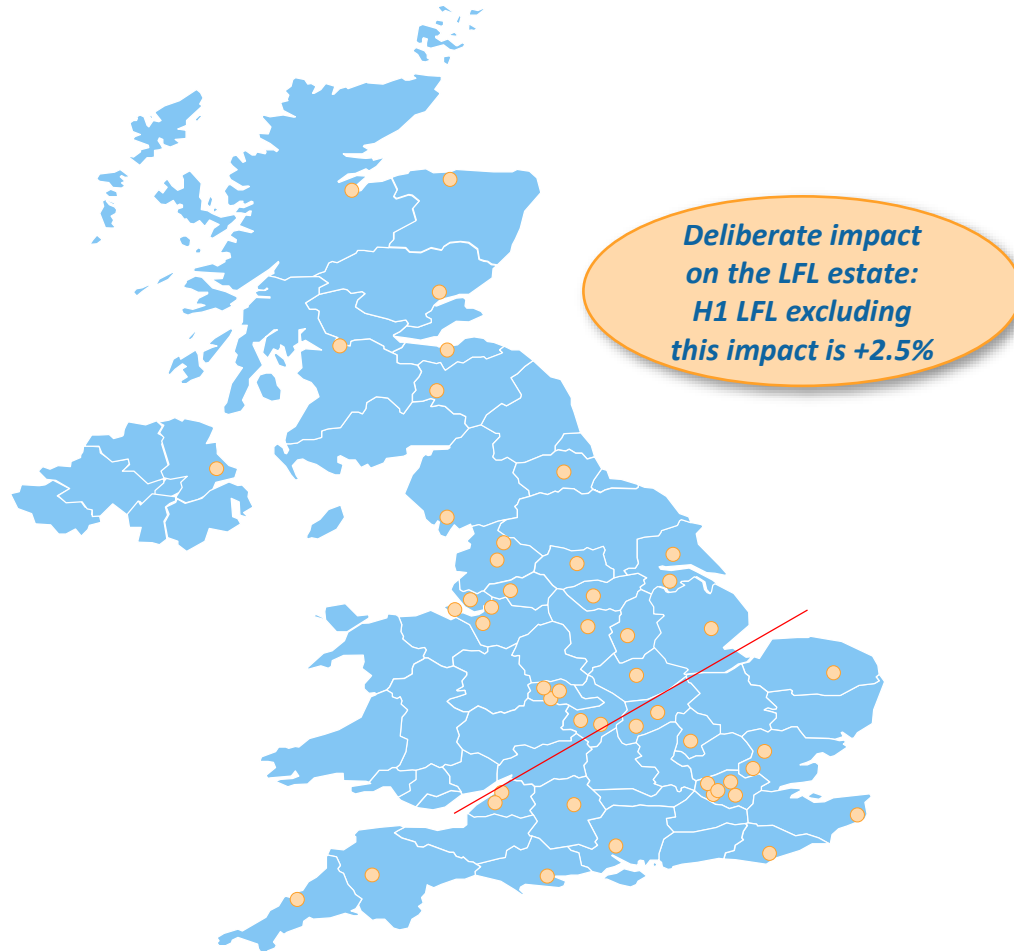 Deliberate impact
on the LFL estate:
H1 LFL excluding
this impact is +2.5%